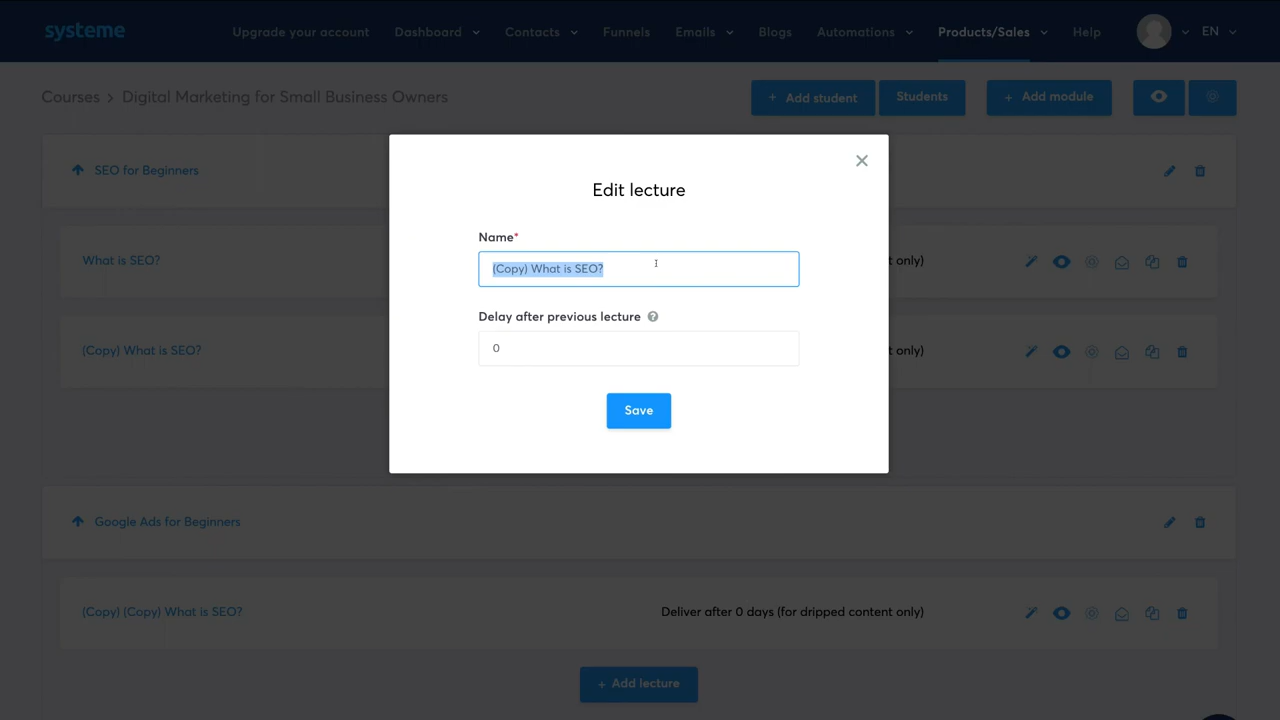 systeme
Upgrade your account Dashboard Contacts Funnels Emails Blogs Automations Products/Sales Help EN
Courses > Digital Marketing for Small Business Owners
+ Add student Students + Add module
SEO for Beginners
Edit lecture
Name*
What is SEO? t only)
(Copy) What is SEO?
Delay after previous lecture ?
0
(Copy) What is SEO? t only)
Save
Google Ads for Beginners
(Copy) (Copy) What is SEO? Deliver after 0 days (for dripped content only)
+ Add lecture